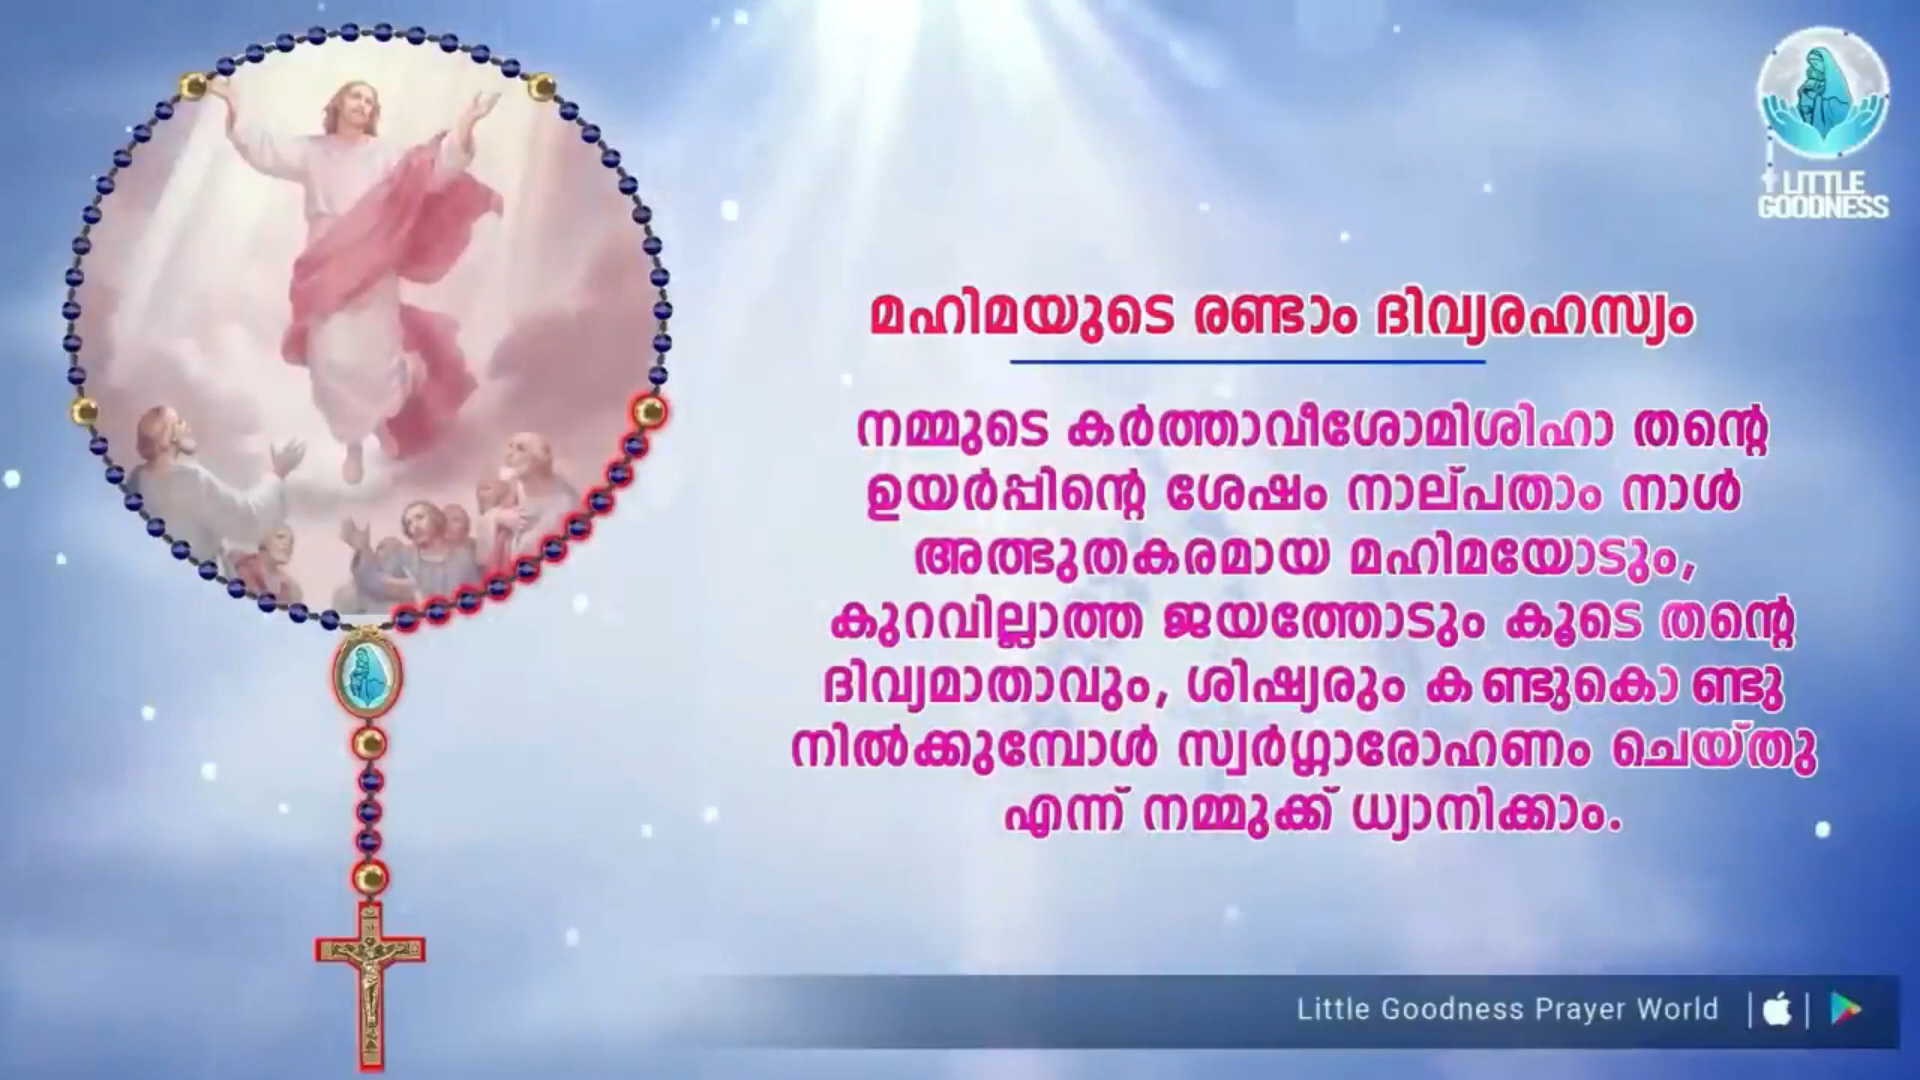 LITTLE
GOODNESS
മഹിമയുടെ രണ്ടാം ദിവ്യരഹസ്യം
നമ്മുടെ കർത്താവീശോമിശിഹാ തന്റെ
ഉയർപ്പിന്റെ ശേഷം നാല്പതാം നാൾ
അത്ഭുതകരമായ മഹിമയോടും,
കുറവില്ലാത്ത ജയത്തോടും കൂടെ തന്റെ
ദിവ്യമാതാവും, ശിഷ്യരും കണ്ടുകൊണ്ടു
നിൽക്കുമ്പോൾ സ്വർഗ്ഗാരോഹണം ചെയ്തു
എന്ന് നമ്മുക്ക് ധ്യാനിക്കാം.
Little Goodness Prayer World